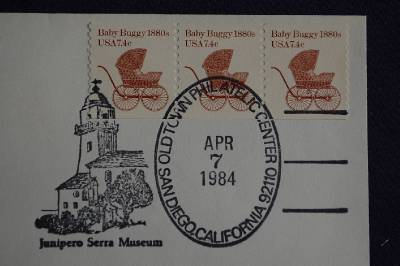 Baby Buggy 1880s
USA 7.4c
Baby Buggy 1880s
USA 7.4c
Baby Buggy 1880s
USA 7.4c
OLD TOWN PHILATELIC CENTER
APR
7
1984
SAN DIEGO, CALIFORNIA 92110
Junipero Serra Museum